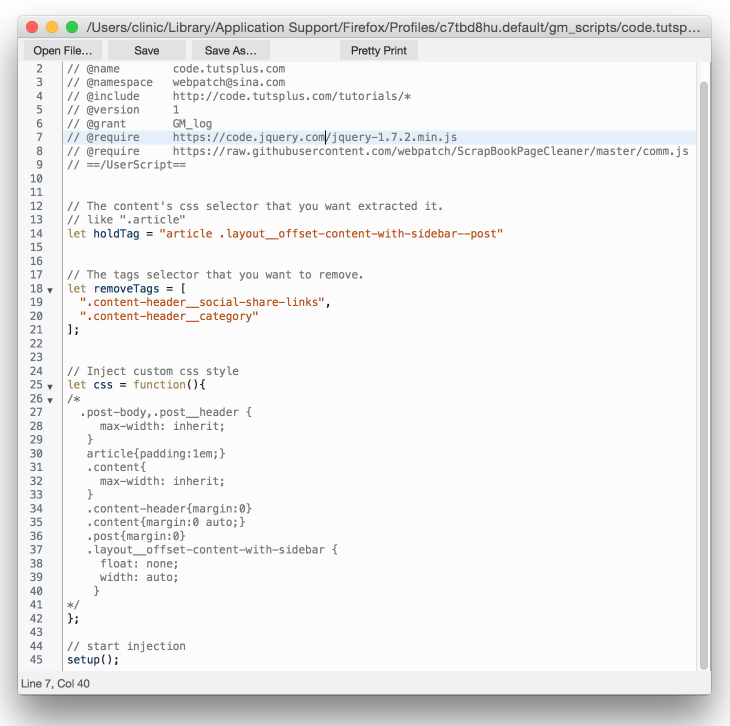 /Users/clinic/Library/Application Support/Firefox/Profiles/c7tbd8hu.default/gm_scripts/code.tutsp...
Open File... Save Save As... Pretty Print
2 // @name code.tutsplus.com
3 // @namespace webpatch@sina.com
4 // @include http://code.tutsplus.com/tutorials/*
5 // @version 1
6 // @grant GM_log
7 // @require https://code.jquery.com/jquery-1.7.2.min.js
8 // @require https://raw.githubusercontent.com/webpatch/ScrapBookPageCleaner/master/comm.js
9 // ==/UserScript==
10
11
12 // The content's css selector that you want extracted it.
13 // like ".article"
14 let holdTag = "article .layout__offset-content-with-sidebar--post"
15
16
17 // The tags selector that you want to remove.
18 let removeTags = [
19 ".content-header__social-share-links",
20 ".content-header__category"
21 ];
22
23
24 // Inject custom css style
25 let css = function(){
26 /*
27 .post-body,.post__header {
28 max-width: inherit;
29 }
30 article{padding:1em;}
31 .content{
32 max-width: inherit;
33 }
34 .content-header{margin:0}
35 .content{margin:0 auto;}
36 .post{margin:0}
37 .layout__offset-content-with-sidebar {
38 float: none;
39 width: auto;
40 }
41 */
42 };
43
44 // start injection
45 setup();
Line 7, Col 40